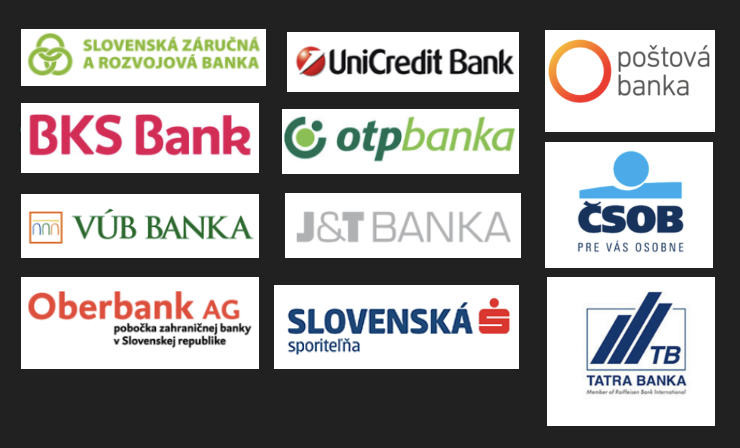 SLOVENSKÁ ZÁRUČNÁ
A ROZVOJOVÁ BANKA
UniCredit Bank
poštová
banka
BKS Bank
otpbanka
VÚB BANKA
J&T BANKA
ČSOB
PRE VÁS OSOBNE
Oberbank AG
pobočka zahraničnej banky
v Slovenskej republike
SLOVENSKÁ
sporiteľňa
TB
TATRA BANKA
Member of Raiffeisen Bank International